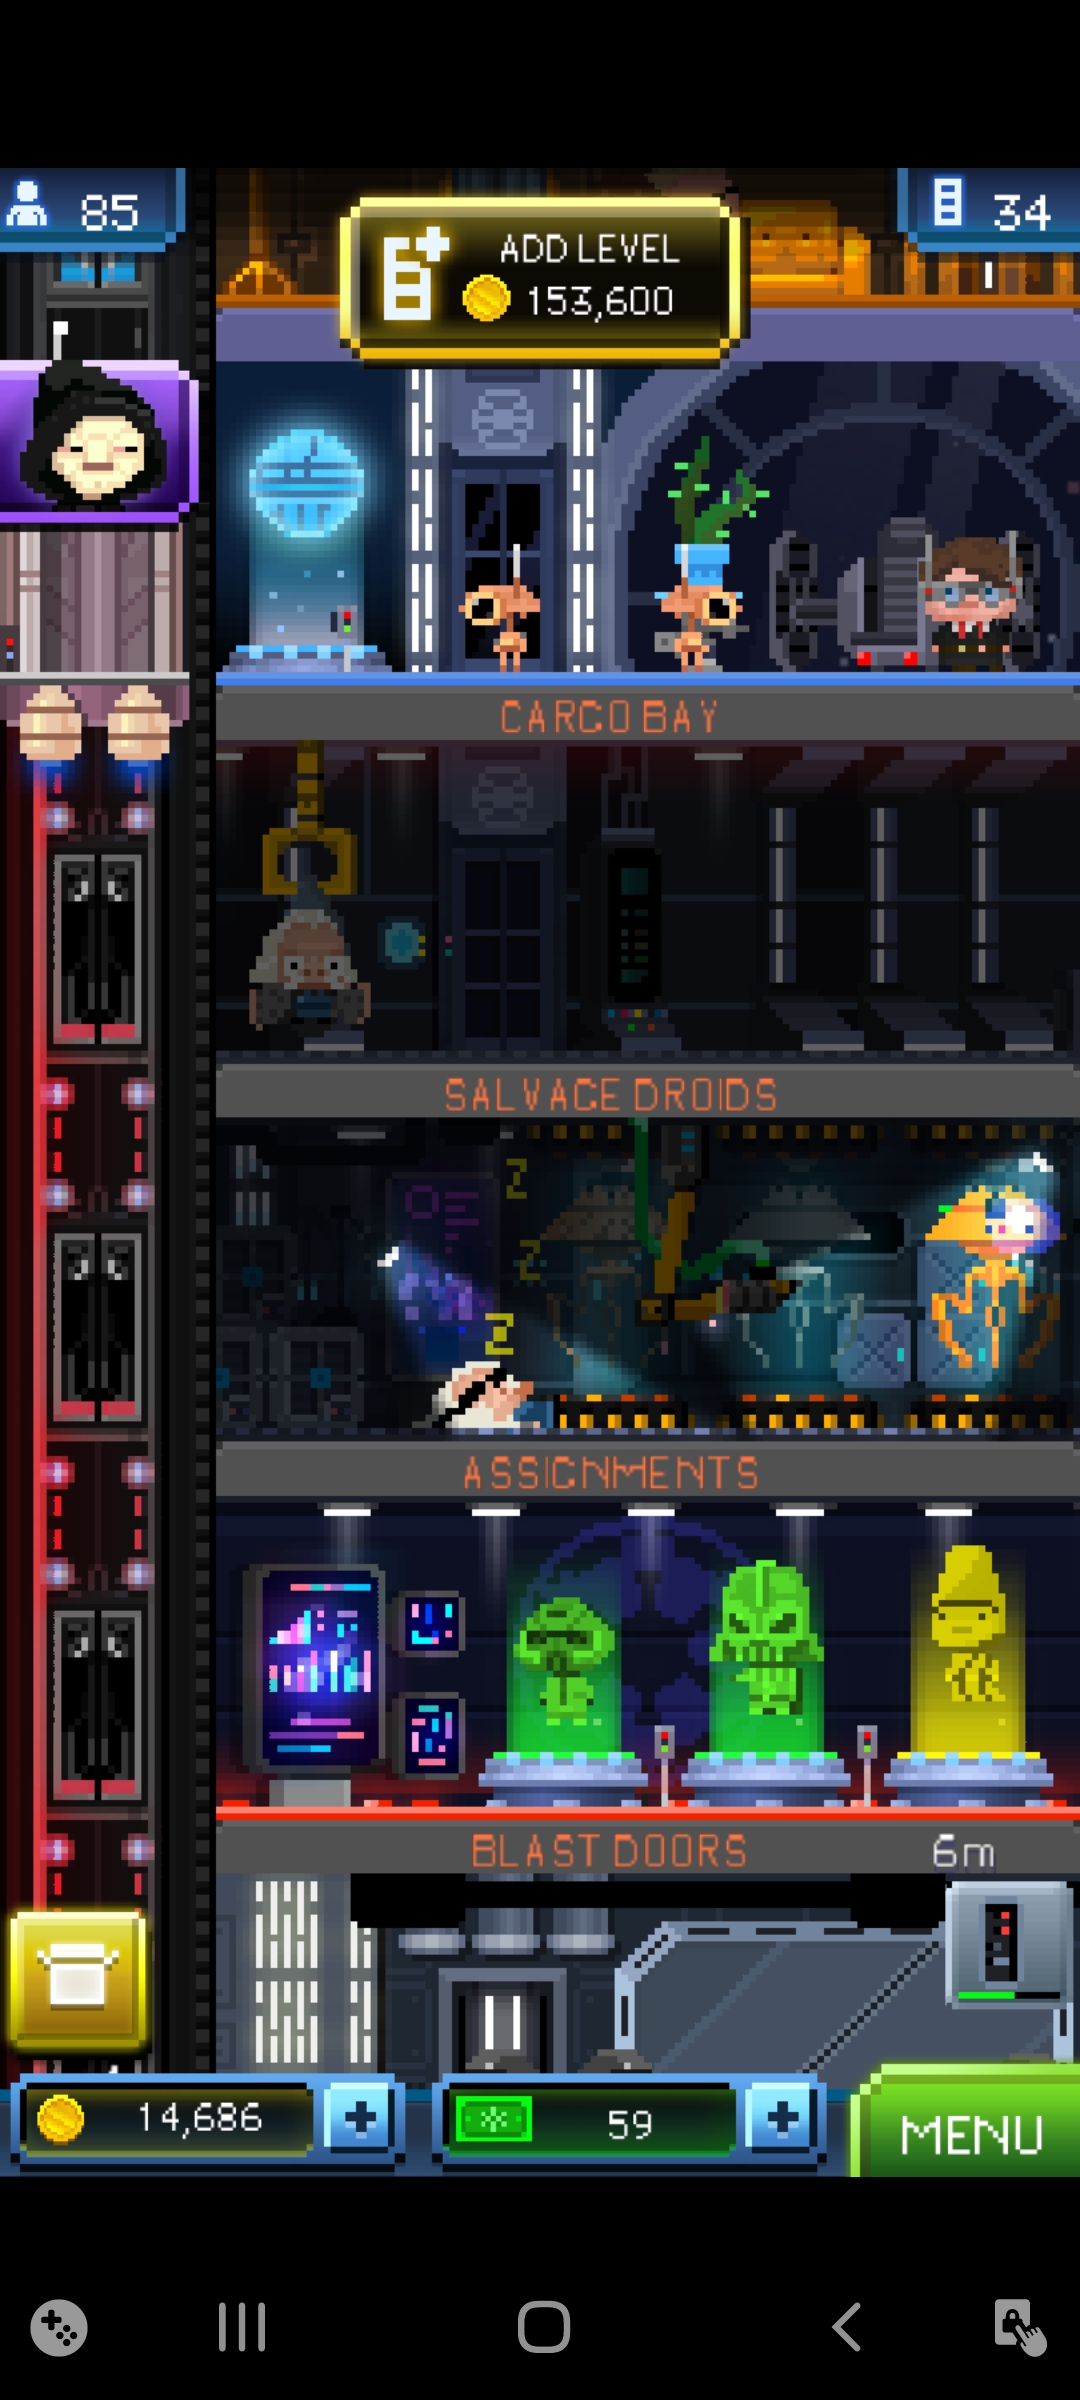 85
ADD LEVEL
153,600
34
CARGO BAY
SALVAGE DROIDS
Z
Z
Z
ASSIGNMENTS
BLAST DOORS
6m
14,686
59
MENU